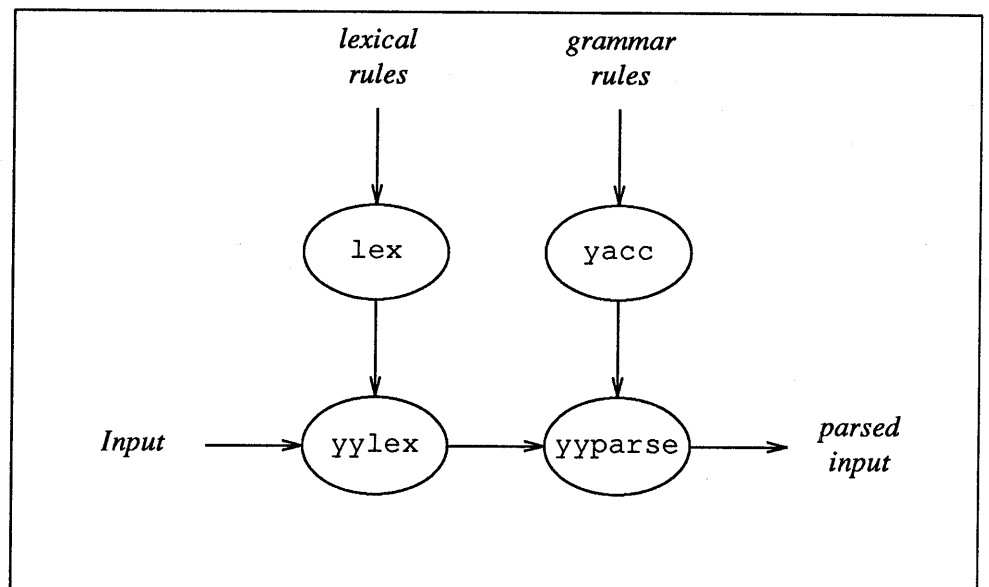 lexical
rules
grammar
rules
lex
yacc
Input
yylex
yyparse
parsed
input